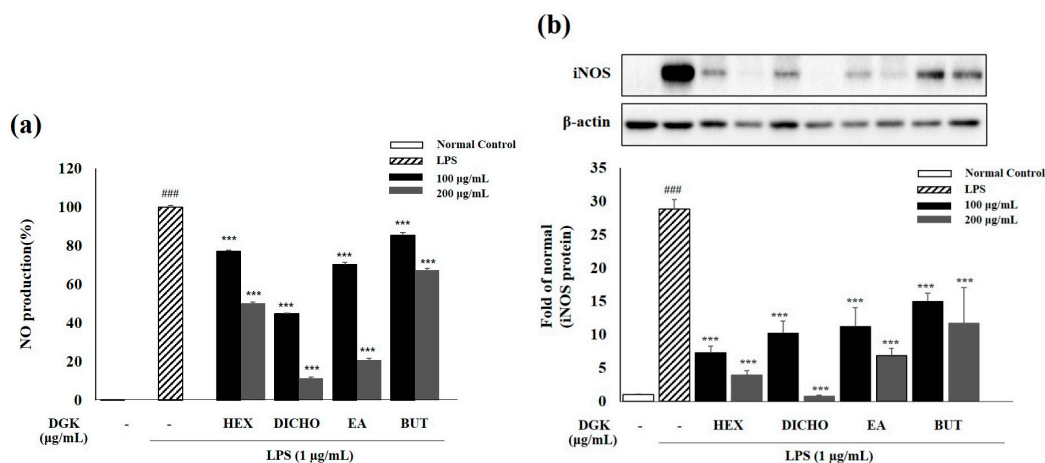 (a)
Normal Control
LPS
100 μg/mL
200 μg/mL
NO production(%)
120
100
80
60
40
20
0
###
***
***
***
***
***
***
***
***
DGK
(μg/mL)
- - HEX DICHO EA BUT
LPS (1 μg/mL)
(b)
iNOS
β-actin
Normal Control
LPS
100 μg/mL
200 μg/mL
Fold of normal
(iNOS protein)
35
30
25
20
15
10
5
0
###
***
***
***
***
***
***
***
***
DGK
(μg/mL)
- - HEX DICHO EA BUT
LPS (1 μg/mL)